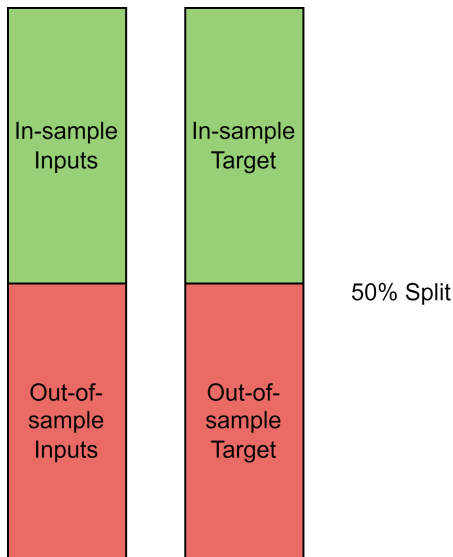 In-sample
Inputs
In-sample
Target
50% Split
Out-of-
sample
Inputs
Out-of-
sample
Target